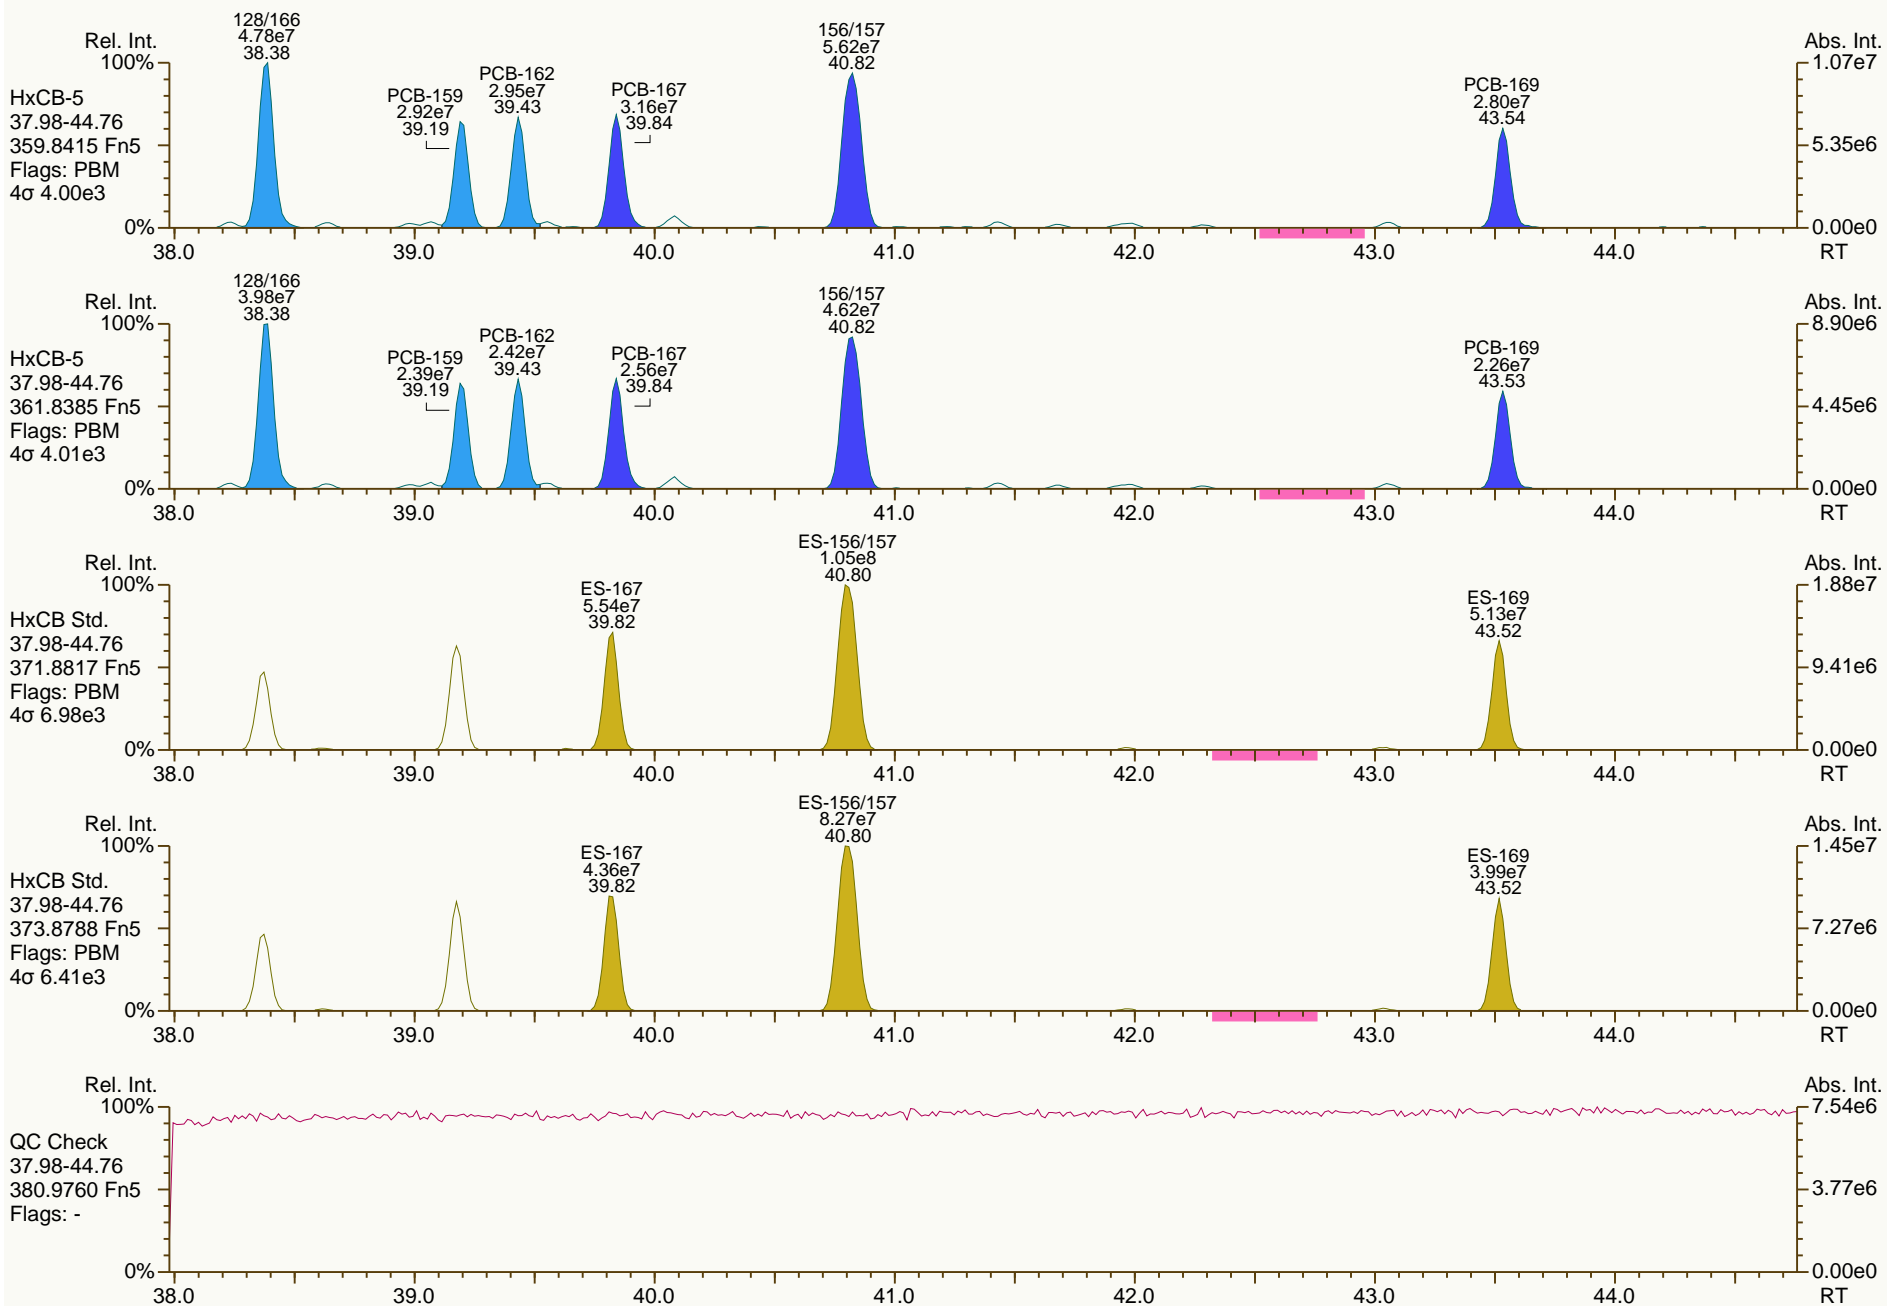 128/166
4.78e7
38.38
Rel. Int.
100%
0%
HxCB-5
37.98-44.76
359.8415 Fn5
Flags: PBM
4σ 4.00e3
PCB-159
2.92e7
39.19
PCB-162
2.95e7
39.43
PCB-167
3.16e7
39.84
156/157
5.62e7
40.82
PCB-169
2.80e7
43.54
Abs. Int.
1.07e7
5.35e6
0.00e0
38.0 39.0 40.0 41.0 42.0 43.0 44.0 RT
128/166
3.98e7
38.38
Rel. Int.
100%
0%
HxCB-5
37.98-44.76
361.8385 Fn5
Flags: PBM
4σ 4.01e3
PCB-159
2.39e7
39.19
PCB-162
2.42e7
39.43
PCB-167
2.56e7
39.84
156/157
4.62e7
40.82
PCB-169
2.26e7
43.53
Abs. Int.
8.90e6
4.45e6
0.00e0
38.0 39.0 40.0 41.0 42.0 43.0 44.0 RT
Rel. Int.
100%
0%
HxCB Std.
37.98-44.76
371.8817 Fn5
Flags: PBM
4σ 6.98e3
ES-167
5.54e7
39.82
ES-156/157
1.05e8
40.80
ES-169
5.13e7
43.52
Abs. Int.
1.88e7
9.41e6
0.00e0
38.0 39.0 40.0 41.0 42.0 43.0 44.0 RT
Rel. Int.
100%
0%
HxCB Std.
37.98-44.76
373.8788 Fn5
Flags: PBM
4σ 6.41e3
ES-167
4.36e7
39.82
ES-156/157
8.27e7
40.80
ES-169
3.99e7
43.52
Abs. Int.
1.45e7
7.27e6
0.00e0
38.0 39.0 40.0 41.0 42.0 43.0 44.0 RT
Rel. Int.
100%
0%
QC Check
37.98-44.76
380.9760 Fn5
Flags: -
Abs. Int.
7.54e6
3.77e6
0.00e0
38.0 39.0 40.0 41.0 42.0 43.0 44.0 RT